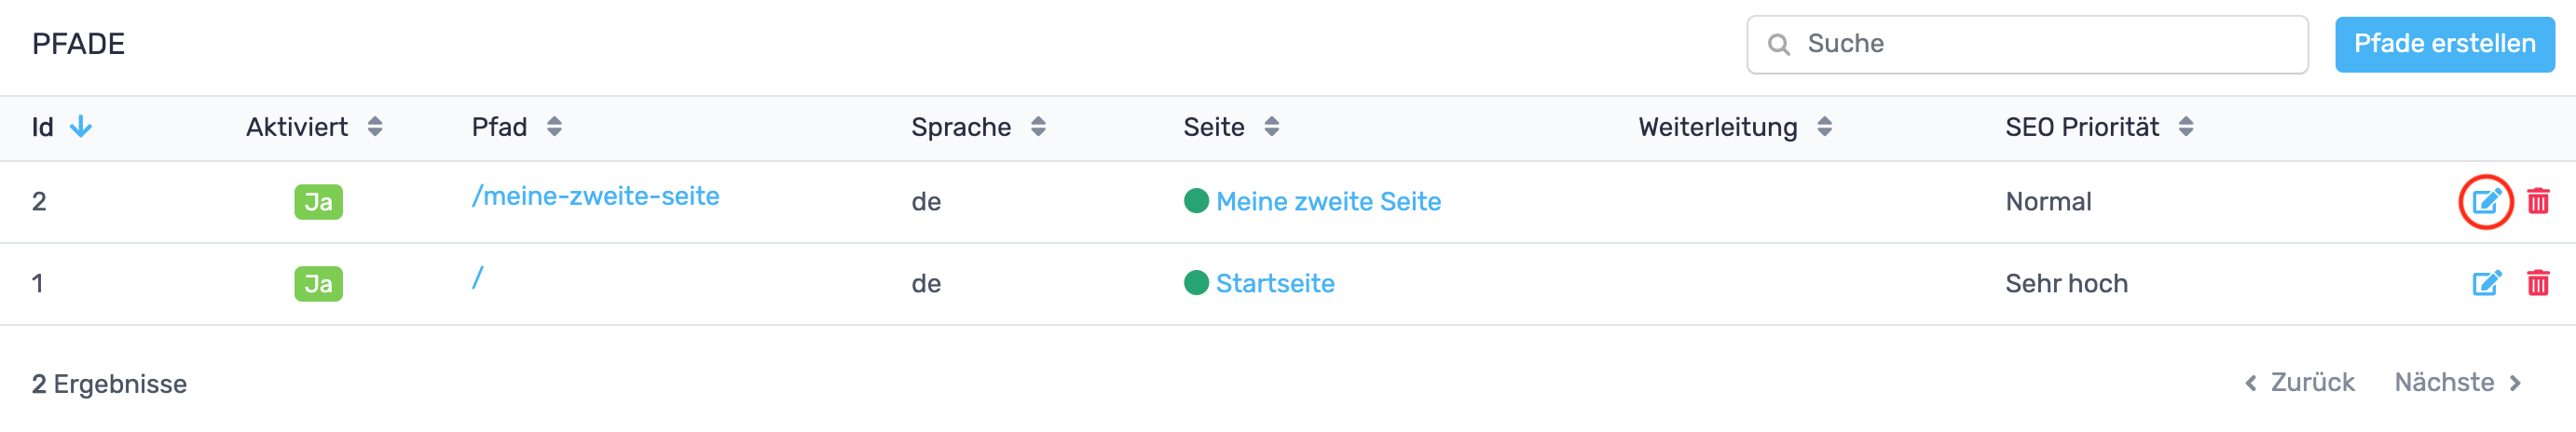 PFADE Suche Pfade erstellen
Id Aktiviert Pfad Sprache Seite Weiterleitung SEO Priorität
2 Ja /meine-zweite-seite de Meine zweite Seite Normal
1 Ja / de Startseite Sehr hoch
2 Ergebnisse Zurück Nächste